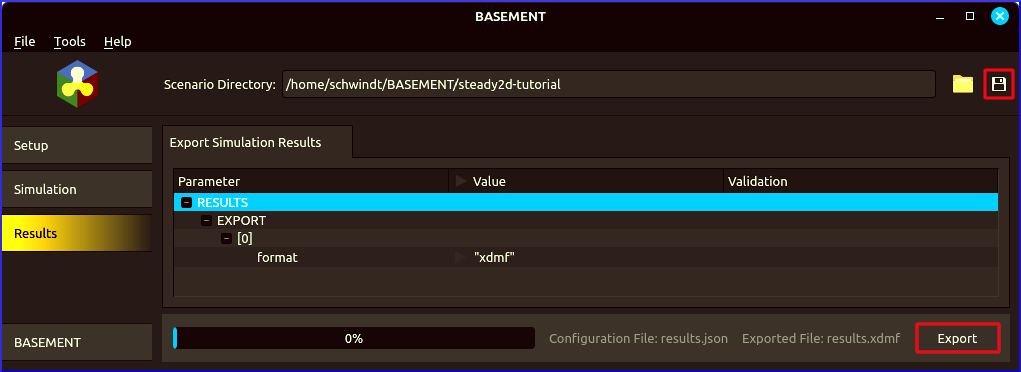 BASEMENT
File Tools Help
Scenario Directory: /home/schwindt/BASEMENT/steady2d-tutorial
Setup
Simulation
Results
BASEMENT
Export Simulation Results
Parameter Value Validation
RESULTS
EXPORT
[0]
format "xdmf"
0% Configuration File: results.json Exported File: results.xdmf Export